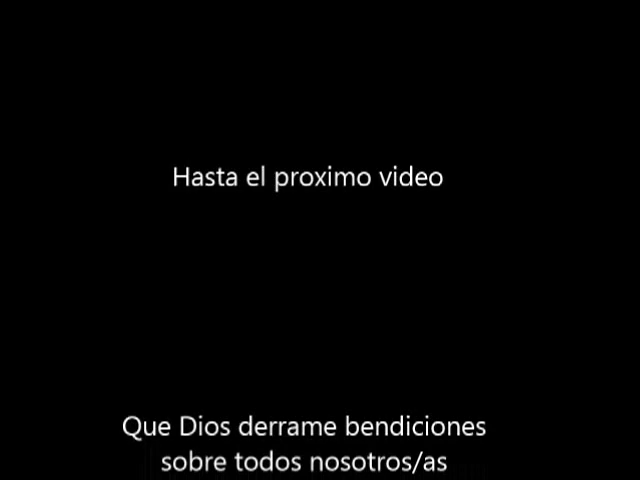 Hasta el proximo video
Que Dios derrame bendiciones
sobre todos nosotros/as